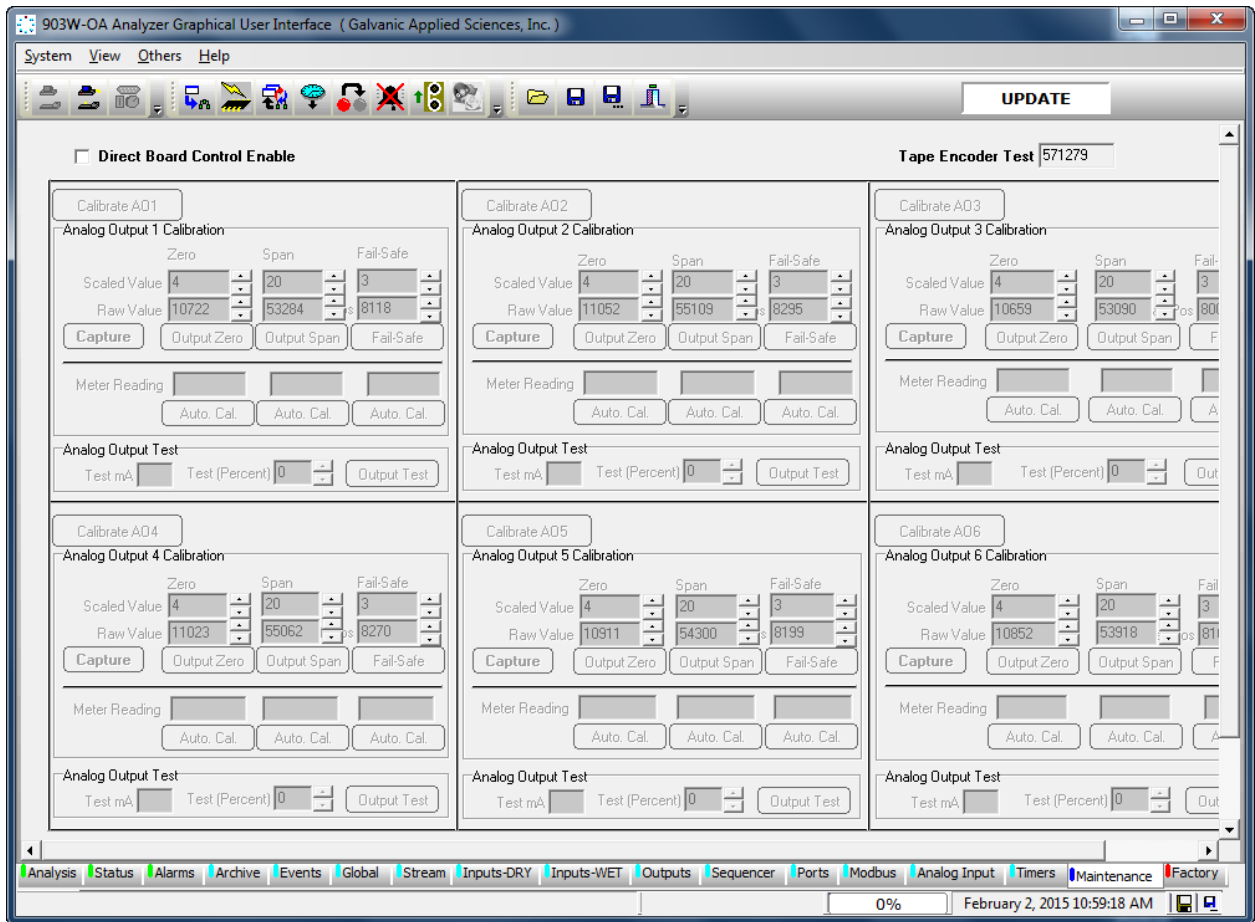 903W-OA Analyzer Graphical User Interface ( Galvanic Applied Sciences, Inc. )
System View Others Help
UPDATE
Direct Board Control Enable
Tape Encoder Test 571279
Calibrate AO1
Analog Output 1 Calibration
Zero Span Fail-Safe
Scaled Value 4 20 3
Raw Value 10722 53284 s 8118
Capture Output Zero Output Span Fail-Safe
Meter Reading
Auto. Cal. Auto. Cal. Auto. Cal.
Analog Output Test
Test mA Test (Percent) 0 Output Test
Calibrate AO2
Analog Output 2 Calibration
Zero Span Fail-Safe
Scaled Value 4 20 3
Raw Value 11052 55109 s 8295
Capture Output Zero Output Span Fail-Safe
Meter Reading
Auto. Cal. Auto. Cal. Auto. Cal.
Analog Output Test
Test mA Test (Percent) 0 Output Test
Calibrate AO3
Analog Output 3 Calibration
Zero Span Fail-
Scaled Value 4 20 3
Raw Value 10659 53090 Pos 800
Capture Output Zero Output Span F
Meter Reading
Auto. Cal. Auto. Cal. A
Analog Output Test
Test mA Test (Percent) 0 Out
Calibrate AO4
Analog Output 4 Calibration
Zero Span Fail-Safe
Scaled Value 4 20 3
Raw Value 11023 55062 s 8270
Capture Output Zero Output Span Fail-Safe
Meter Reading
Auto. Cal. Auto. Cal. Auto. Cal.
Analog Output Test
Test mA Test (Percent) 0 Output Test
Calibrate AO5
Analog Output 5 Calibration
Zero Span Fail-Safe
Scaled Value 4 20 3
Raw Value 10911 54300 s 8199
Capture Output Zero Output Span Fail-Safe
Meter Reading
Auto. Cal. Auto. Cal. Auto. Cal.
Analog Output Test
Test mA Test (Percent) 0 Output Test
Calibrate AO6
Analog Output 6 Calibration
Zero Span Fail
Scaled Value 4 20 3
Raw Value 10852 53918 pos 81
Capture Output Zero Output Span F
Meter Reading
Auto. Cal. Auto. Cal. A
Analog Output Test
Test mA Test (Percent) 0 Out
Analysis Status Alarms Archive Events Global Stream Inputs-DRY Inputs-WET Outputs Sequencer Ports Modbus Analog Input Timers Maintenance Factory
0% February 2, 2015 10:59:18 AM